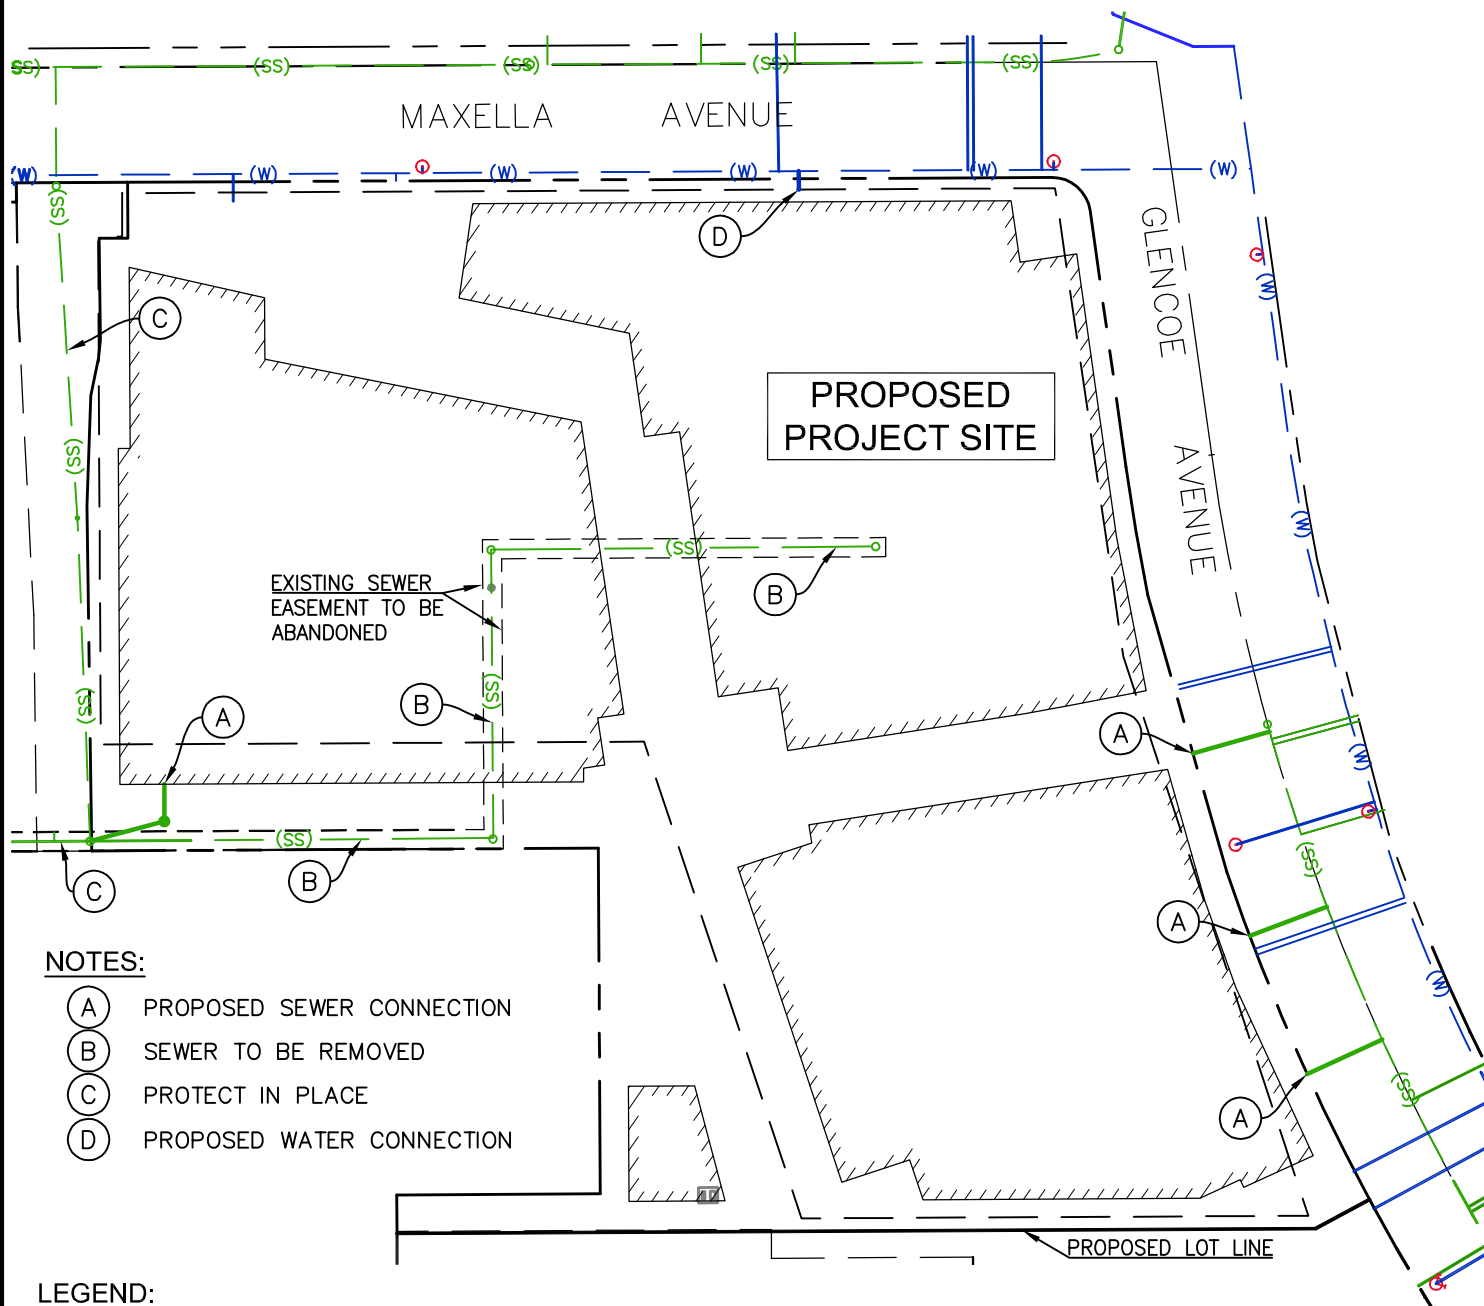 (SS) (SS) (SS) (SS) (SS)
MAXELLA AVENUE
(W) (W) (W) (W) (W) (W)
(SS)
D
GLENCOE AVENUE
(W)
C
PROPOSED
PROJECT SITE
(SS)
(W)
(SS)
EXISTING SEWER
EASEMENT TO BE
ABANDONED
B
(SS)
(SS)
B
A
A
(W)
(SS)
(SS)
B
C
A
(W)
NOTES:
A PROPOSED SEWER CONNECTION
B SEWER TO BE REMOVED
C PROTECT IN PLACE
D PROPOSED WATER CONNECTION
(SS)
A
PROPOSED LOT LINE
LEGEND: